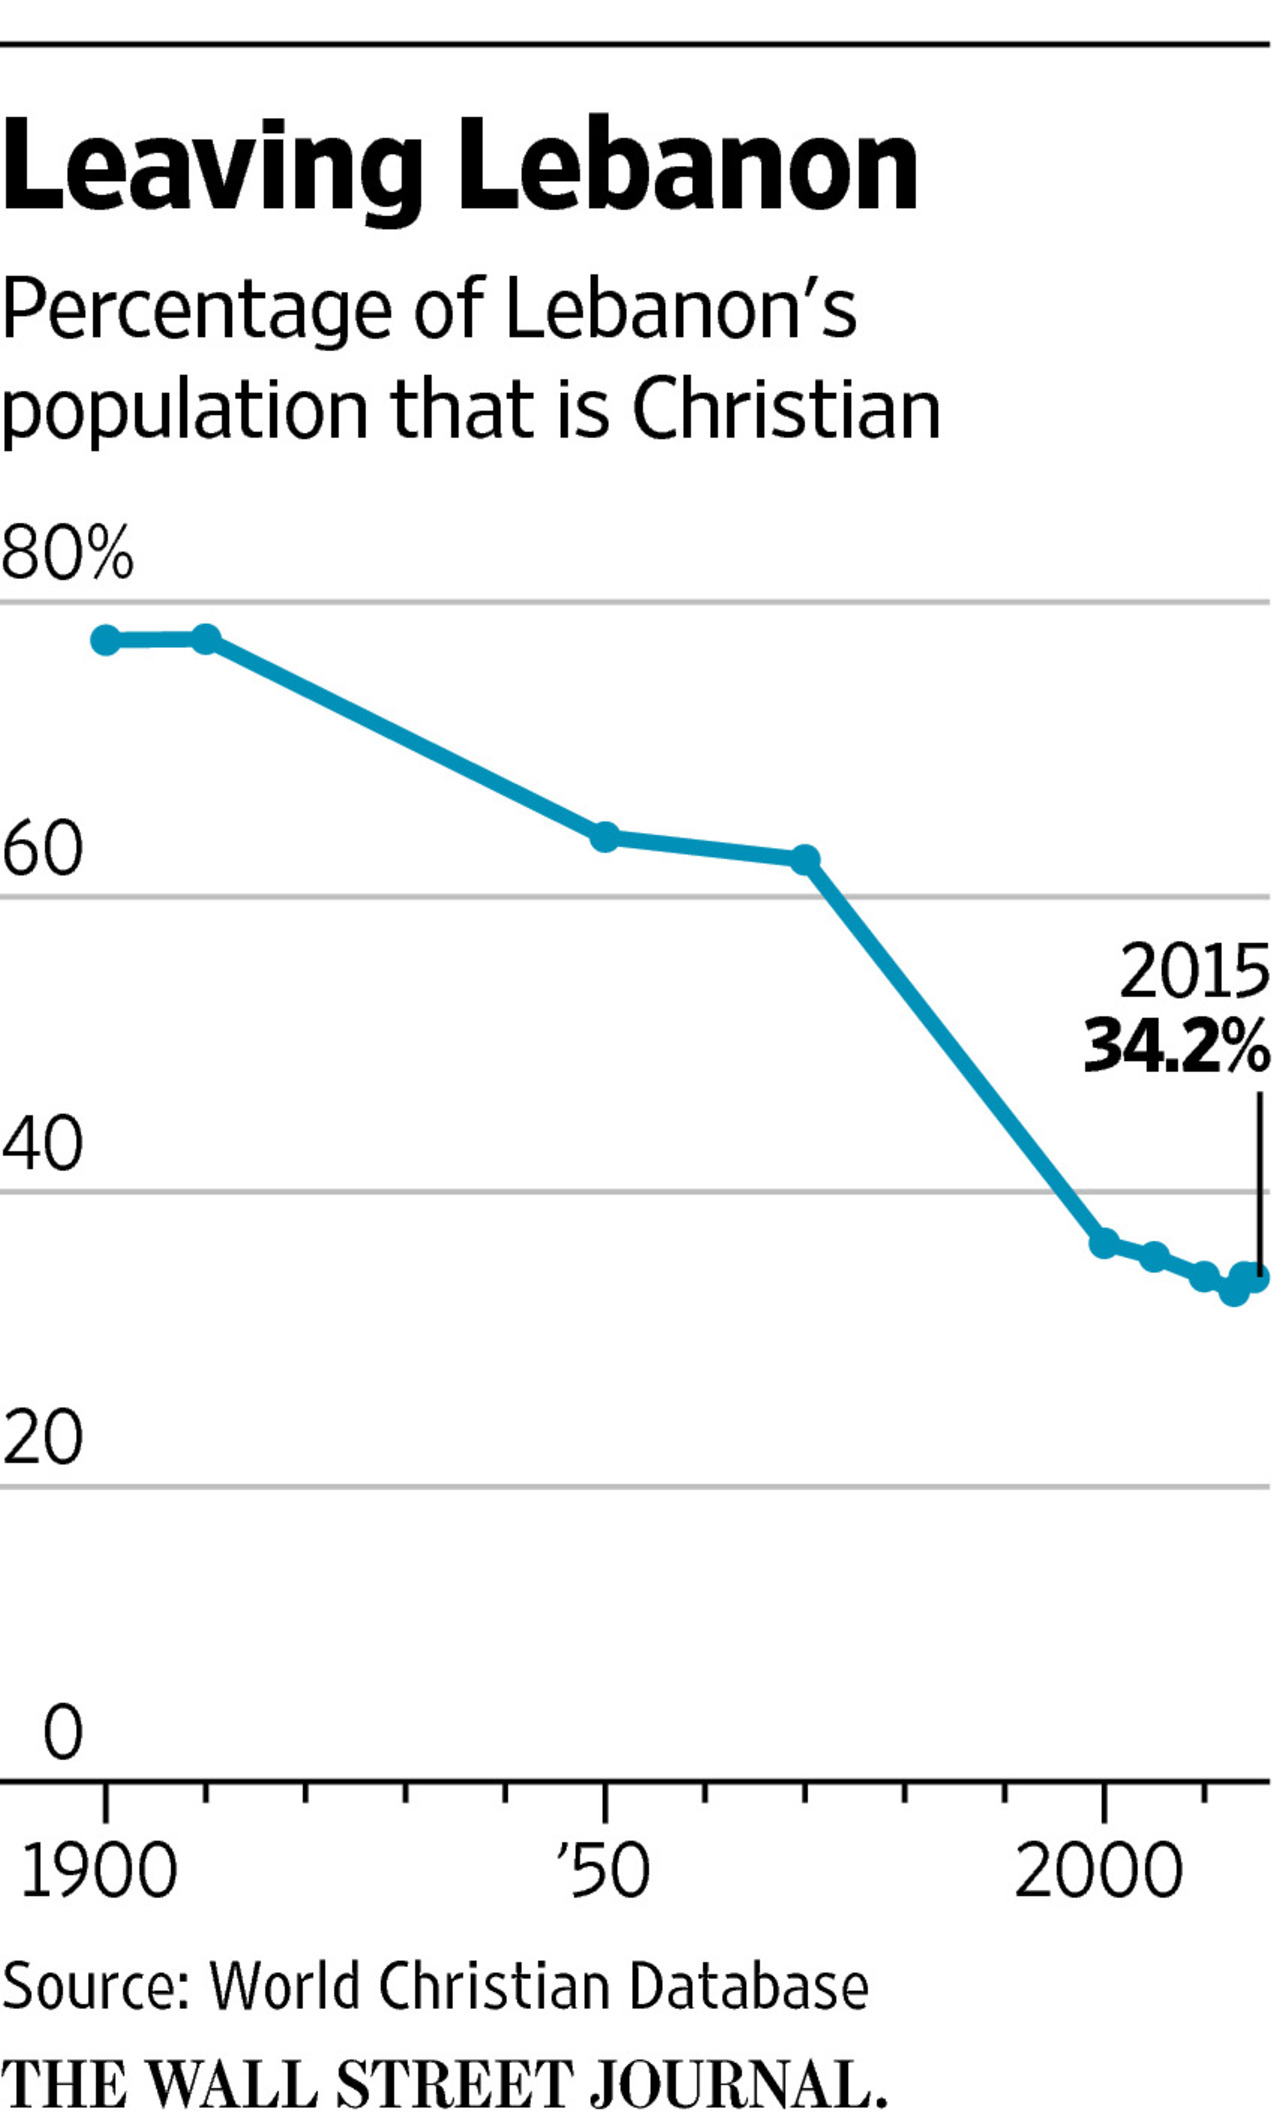 Leaving Lebanon
Percentage of Lebanon’s
population that is Christian
80%
60
2015
34.2%
40
20
0
1900 ’50 2000
Source: World Christian Database
THE WALL STREET JOURNAL.